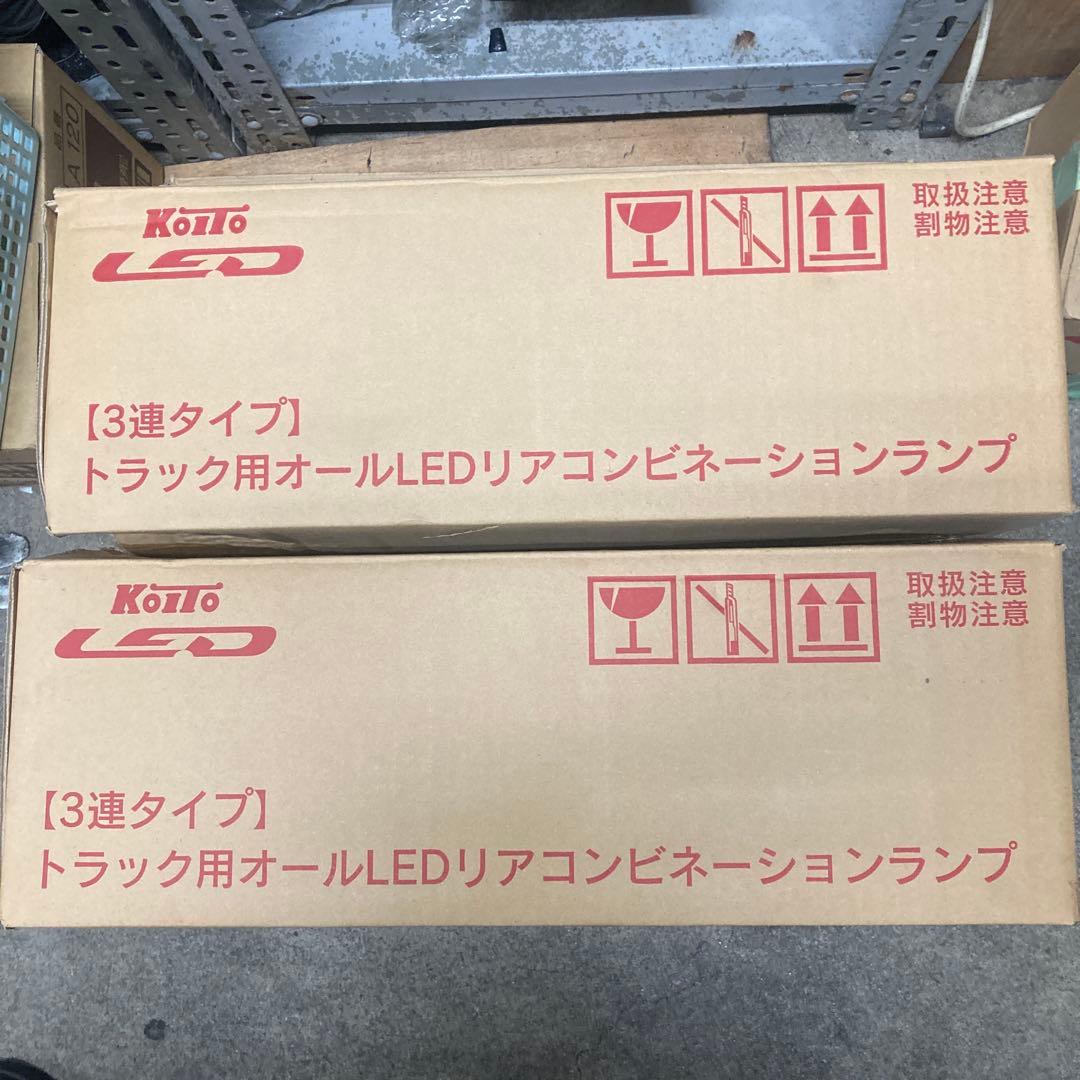 KOITO
LED
取扱注意
割物注意
【3連タイプ】
トラック用オールLEDリアコンビネーションランプ
KOITO
LED
取扱注意
割物注意
【3連タイプ】
トラック用オールLEDリアコンビネーションランプ
A 120